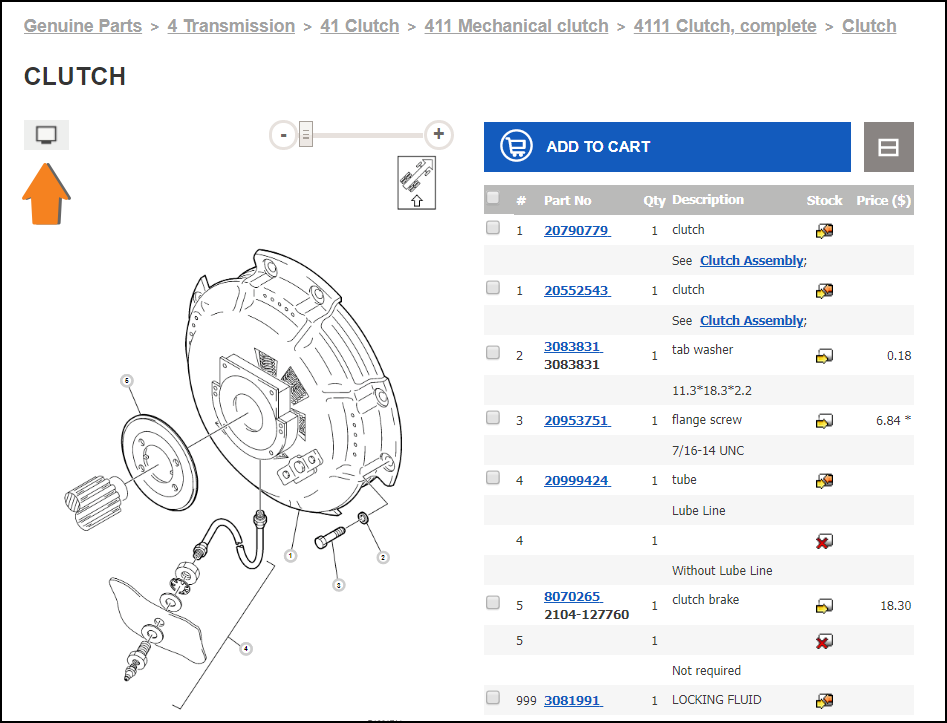 Genuine Parts > 4 Transmission > 41 Clutch > 411 Mechanical clutch > 4111 Clutch, complete > Clutch
CLUTCH
- +
ADD TO CART
# Part No Qty Description Stock Price ($)
1 20790779 1 clutch
See Clutch Assembly;
1 20552543 1 clutch
See Clutch Assembly;
2 3083831 1 tab washer 0.18
3083831
11.3*18.3*2.2
3 20953751 1 flange screw 6.84 *
7/16-14 UNC
4 20999424 1 tube
Lube Line
4 1
Without Lube Line
5 8070265 1 clutch brake 18.30
2104-127760
5 1
Not required
999 3081991 1 LOCKING FLUID
5
1
2
3
4